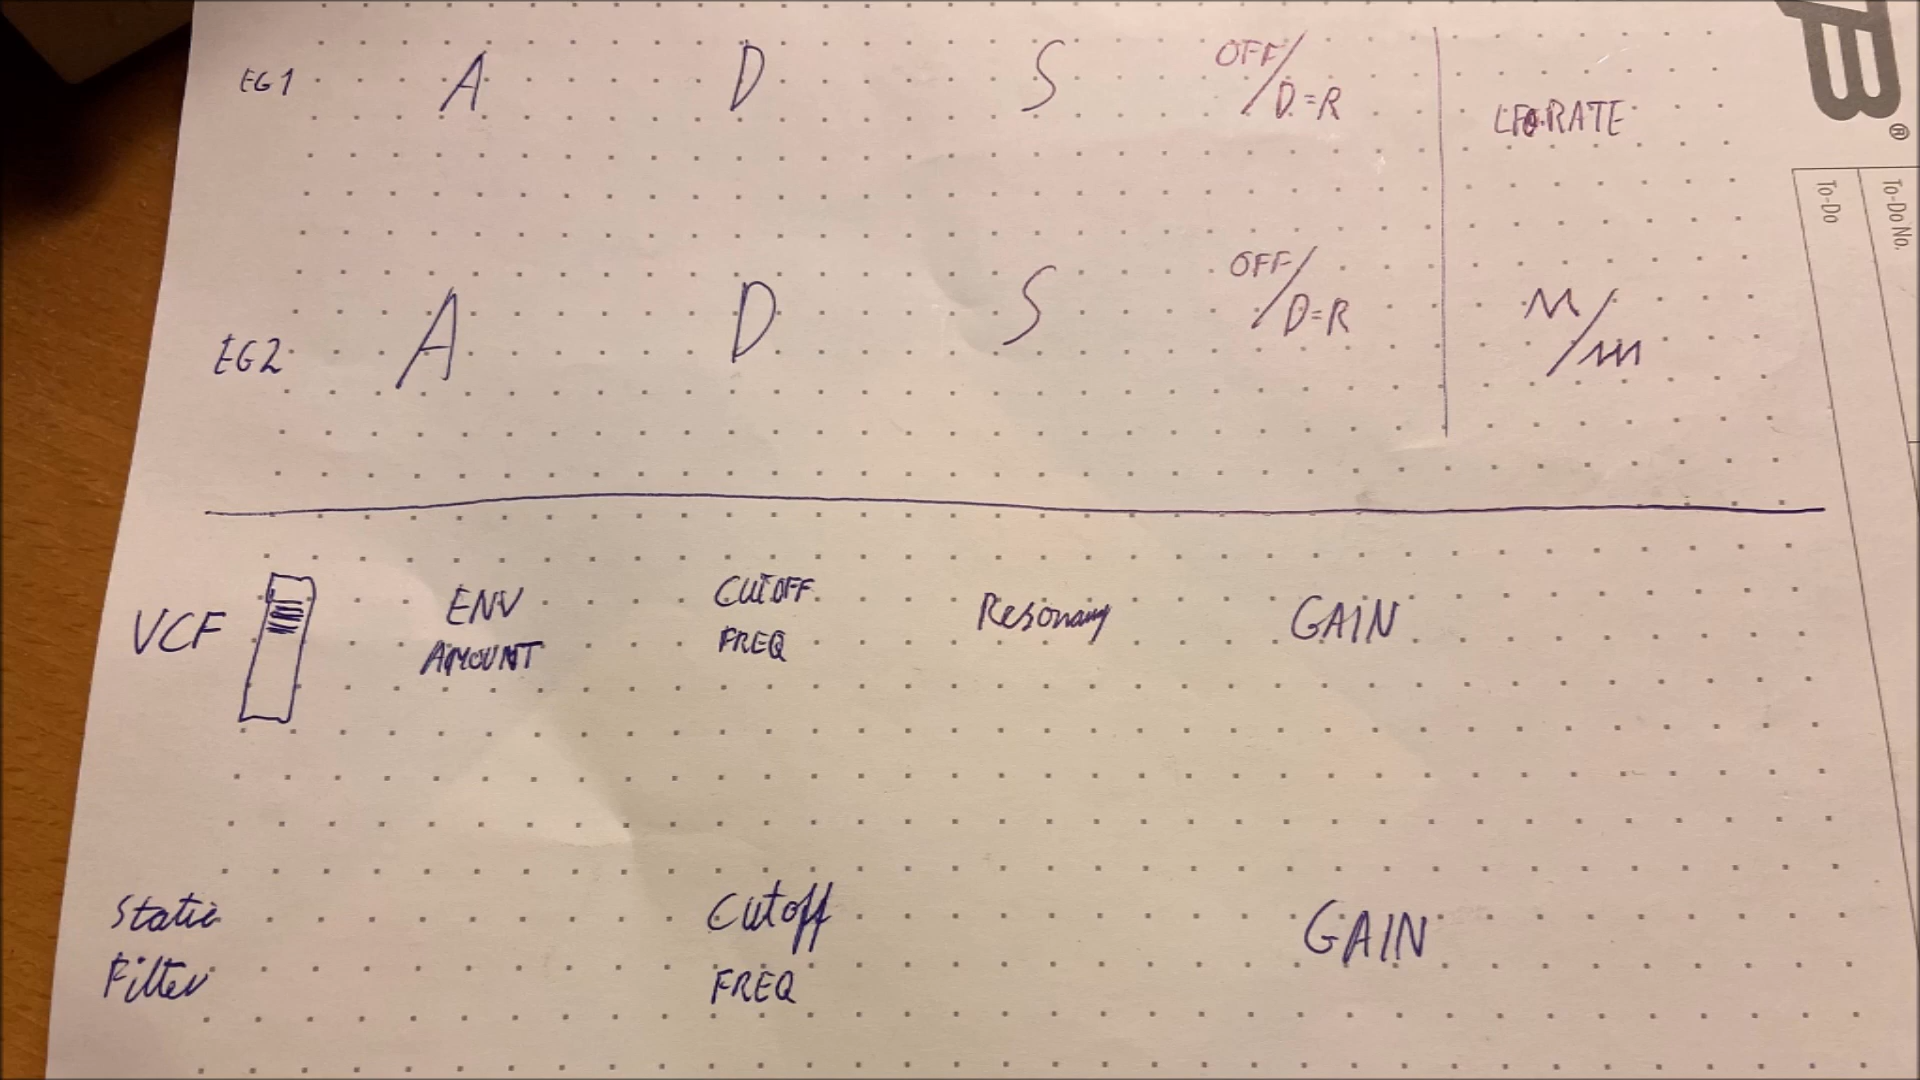 EG1 A D S OFF/D=R
LFO RATE
EG2 A D S OFF/D=R
VCF ENV AMOUNT CUTOFF FREQ GAIN
Static Filter Cutoff FREQ GAIN
To-Do
To-Do No.
B®